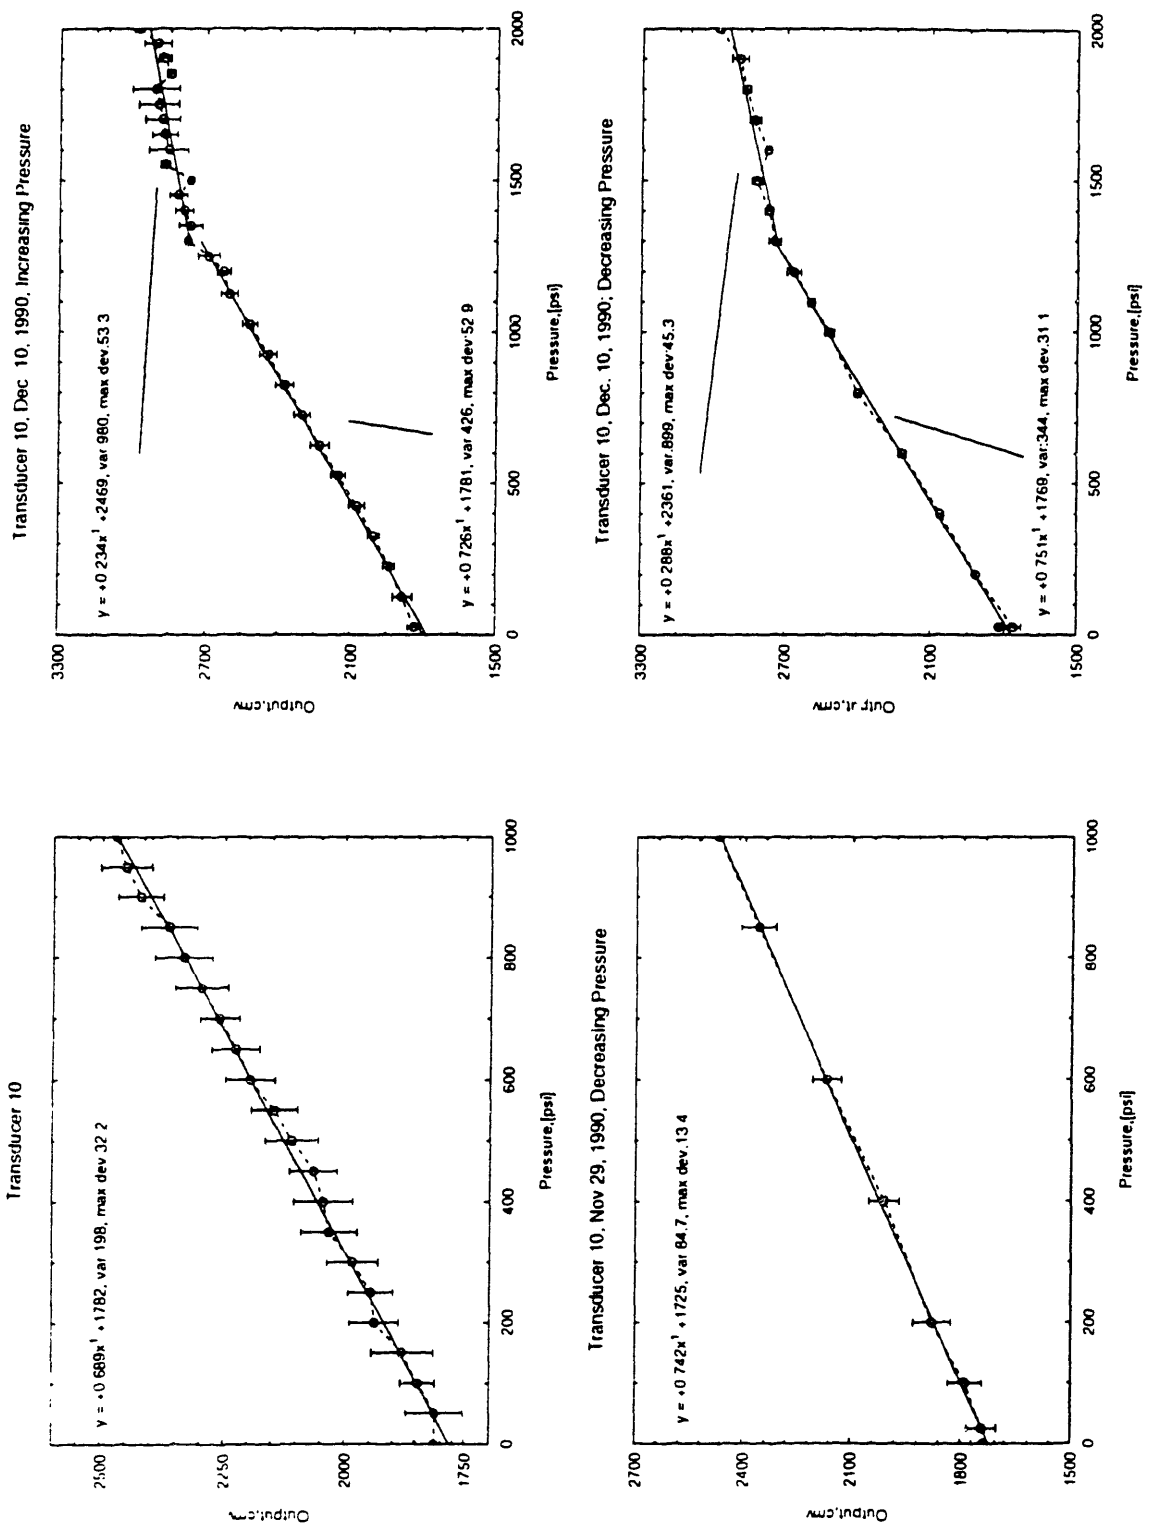 Transducer 10
y = +0 689x¹ +1782, var 198, max dev 32 2
2500
2250
2000
1750
Output,cmv
0
200
400
600
800
1000
Pressure,[psi]
Transducer 10, Dec 10, 1990, Increasing Pressure
y = +0 234x¹ +2469, var 980, max dev.53 3
y = +0 726x¹ +1781, var 426, max dev:52 9
3300
2700
2100
1500
Output,cmv
0
500
1000
1500
2000
Pressure,[psi]
Transducer 10, Nov 29, 1990, Decreasing Pressure
y = +0 742x¹ +1725, var 84.7, max dev.13 4
2700
2400
2100
1800
1500
Output,cmv
0
200
400
600
800
1000
Pressure,[psi]
Transducer 10, Dec. 10, 1990; Decreasing Pressure
y = +0 288x¹ +2361, var.899, max dev:45.3
y = +0 751x¹ +1769, var:344, max dev.31 1
3300
2700
2100
1500
Outp ut,cmv
0
500
1000
1500
2000
Pressure,[psi]